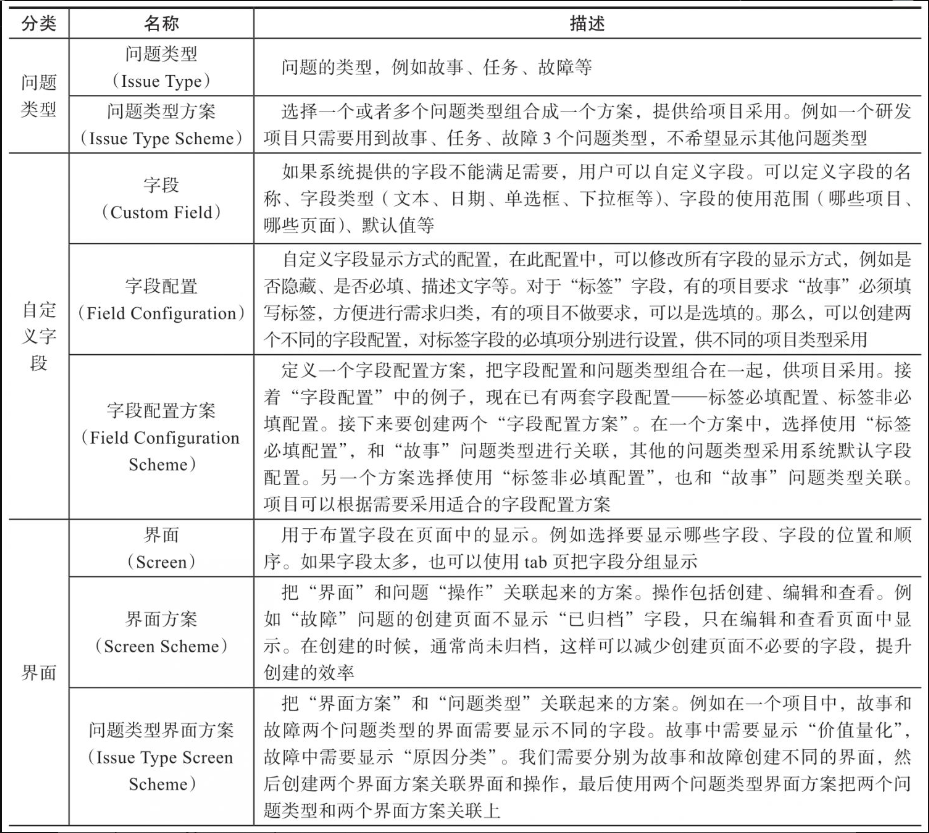 分类 名称 描述
问题类型
问题类型
（Issue Type）
问题的类型，例如故事、任务、故障等
问题类型方案
（Issue Type Scheme）
选择一个或者多个问题类型组合成一个方案，提供给项目采用。例如一个研发
项目只需要用到故事、任务、故障 3 个问题类型，不希望显示其他问题类型
自定
义字
段
字段
（Custom Field）
如果系统提供的字段不能满足需要，用户可以自定义字段。可以定义字段的名
称、字段类型（文本、日期、单选框、下拉框等）、字段的使用范围（哪些项目、
哪些页面）、默认值等
字段配置
（Field Configuration）
自定义字段显示方式的配置，在此配置中，可以修改所有字段的显示方式，例如是
否隐藏、是否必填、描述文字等。对于“标签”字段，有的项目要求“故事”必须填
写标签，方便进行需求归类，有的项目不做要求，可以是选填的。那么，可以创建两
个不同的字段配置，对标签字段的必填项分别进行设置，供不同的项目类型采用
字段配置方案
（Field Configuration
Scheme）
定义一个字段配置方案，把字段配置和问题类型组合在一起，供项目采用。接
着“字段配置”中的例子，现在已有两套字段配置——标签必填配置、标签非必
填配置。接下来要创建两个“字段配置方案”。在一个方案中，选择使用“标签
必填配置”，和“故事”问题类型进行关联，其他的问题类型采用系统默认字段
配置。另一个方案选择使用“标签非必填配置”，也和“故事”问题类型关联。
项目可以根据需要采用适合的字段配置方案
界面
界面
（Screen）
用于布置字段在页面中的显示。例如选择要显示哪些字段、字段的位置和顺
序。如果字段太多，也可以使用 tab 页把字段分组显示
界面方案
（Screen Scheme）
把“界面”和问题“操作”关联起来的方案。操作包括创建、编辑和查看。例
如“故障”问题的创建页面不显示“已归档”字段，只在编辑和查看页面中显
示。在创建的时候，通常尚未归档，这样可以减少创建页面不必要的字段，提升
创建的效率
问题类型界面方案
（Issue Type Screen
Scheme）
把“界面方案”和“问题类型”关联起来的方案。例如在一个项目中，故事和
故障两个问题类型的界面需要显示不同的字段。故事中需要显示“价值量化”，
故障中需要显示“原因分类”。我们需要分别为故事和故障创建不同的界面，然
后创建两个界面方案关联界面和操作，最后使用两个问题类型界面方案把两个问
题类型和两个界面方案关联上